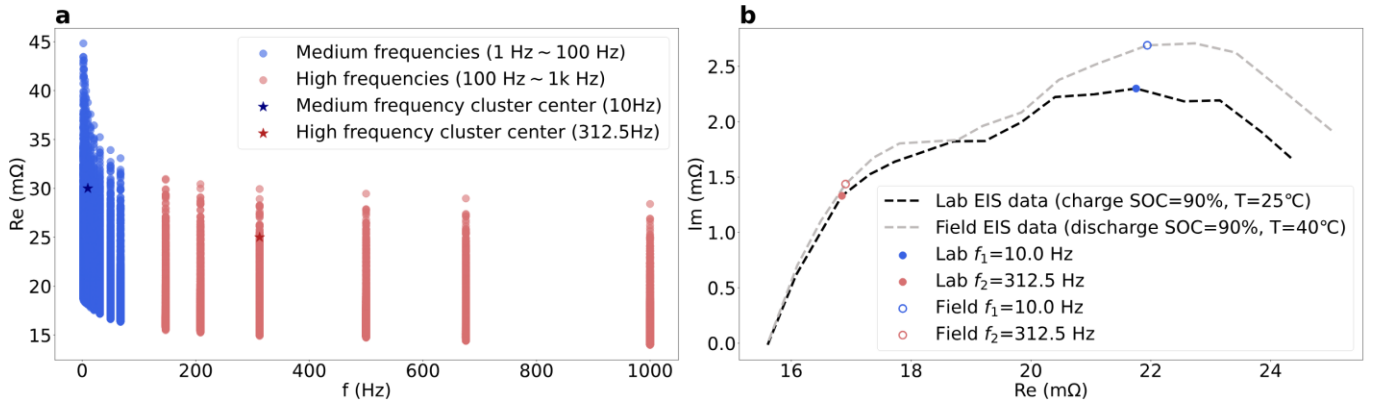 a
45
40
35
30
25
20
15
Re (mΩ)
0
200
400
600
800
1000
f (Hz)
Medium frequencies (1 Hz ~ 100 Hz)
High frequencies (100 Hz ~ 1k Hz)
Medium frequency cluster center (10Hz)
High frequency cluster center (312.5Hz)
b
2.5
2.0
1.5
1.0
0.5
0.0
Im (mΩ)
16
18
20
22
24
Re (mΩ)
Lab EIS data (charge SOC=90%, T=25℃)
Field EIS data (discharge SOC=90%, T=40℃)
Lab f₁=10.0 Hz
Lab f₂=312.5 Hz
Field f₁=10.0 Hz
Field f₂=312.5 Hz